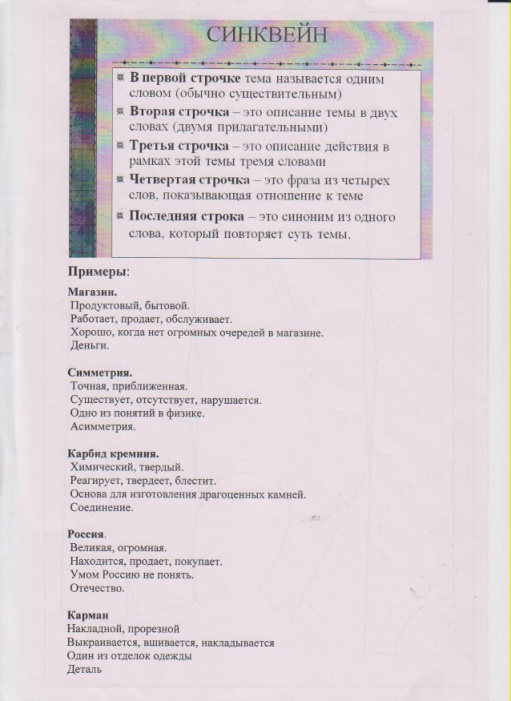 СИНКВЕЙН
В первой строчке тема называется одним
словом (обычно существительным)
Вторая строчка – это описание темы в двух
словах (двумя прилагательными)
Третья строчка – это описание действия в
рамках этой темы тремя словами
Четвертая строчка – это фраза из четырех
слов, показывающая отношение к теме
Последняя строка – это синоним из одного
слова, который повторяет суть темы.
Примеры:
Магазин.
Продуктовый, бытовой.
Работает, продает, обслуживает.
Хорошо, когда нет огромных очередей в магазине.
Деньги.
Симметрия.
Точная, приближенная.
Существует, отсутствует, нарушается.
Одно из понятий в физике.
Асимметрия.
Карбид кремния.
Химический, твердый.
Реагирует, твердеет, блестит.
Основа для изготовления драгоценных камней.
Соединение.
Россия.
Великая, огромная.
Находится, продает, покупает.
Умом Россию не понять.
Отечество.
Карман
Накладной, прорезной
Выкраивается, вшивается, накладывается
Один из отделок одежды
Деталь